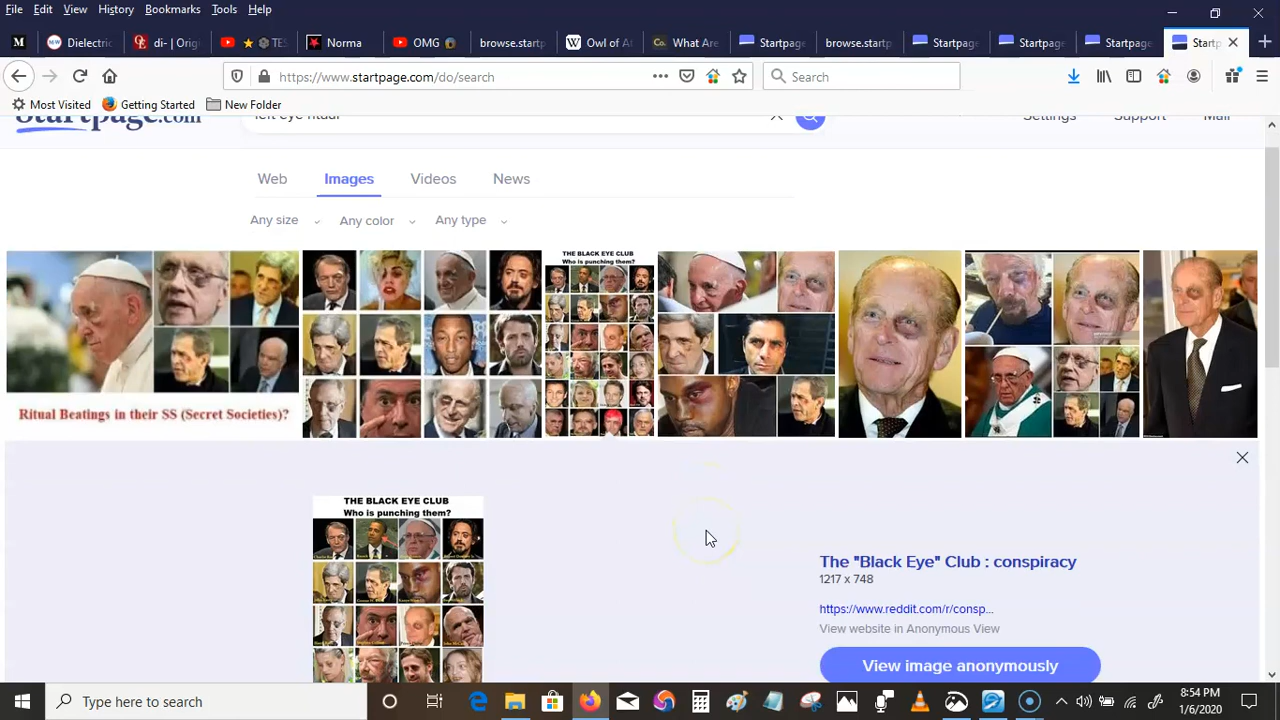 File Edit View History Bookmarks Tools Help
Dielectric
di- | Origi
TES
Norma
OMG
browse.startp
Owl of At
What Are
Startpage
browse.startp
Startpage
Startpage
Startpage
Startp
https://www.startpage.com/do/search
Search
Most Visited Getting Started New Folder
Startpage.com
left eye ritual
Settings Support Mail
Web Images Videos News
Any size Any color Any type
THE BLACK EYE CLUB
Who is punching them?
Ritual Beatings in their SS (Secret Societies)?
THE BLACK EYE CLUB
Who is punching them?
The "Black Eye" Club : conspiracy
1217 x 748
https://www.reddit.com/r/consp...
View website in Anonymous View
View image anonymously
Type here to search
8:54 PM
1/6/2020